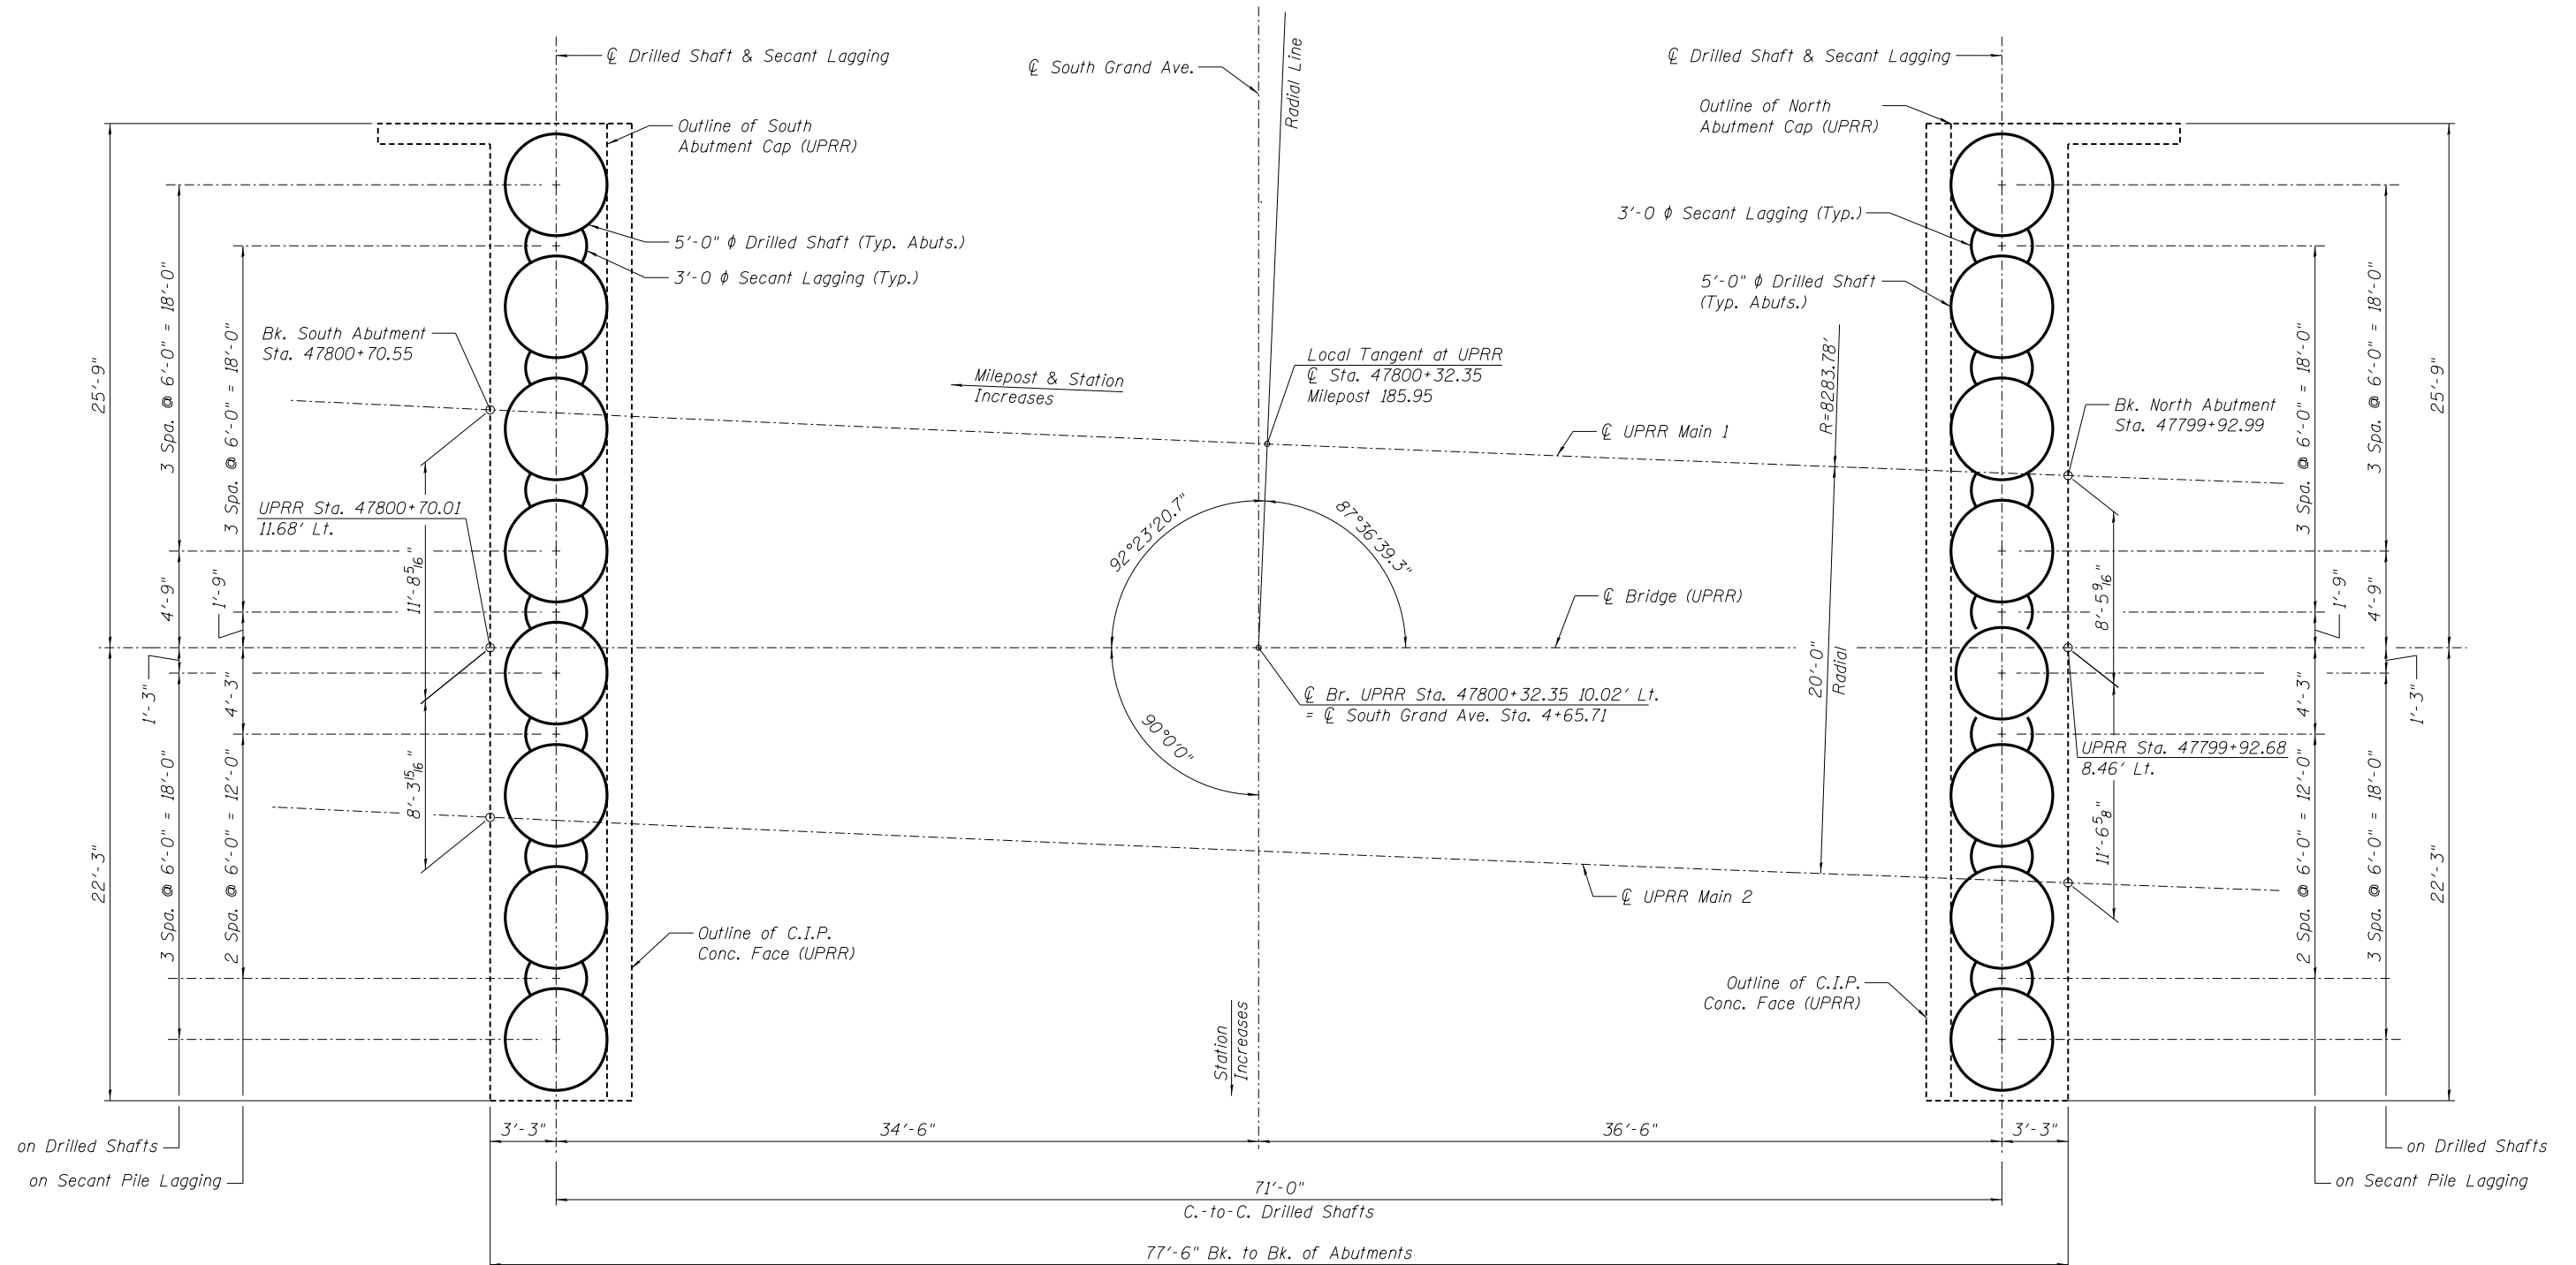 ℄ Drilled Shaft & Secant Lagging
℄ South Grand Ave.
Radial Line
℄ Drilled Shaft & Secant Lagging
Outline of South
Abutment Cap (UPRR)
Outline of North
Abutment Cap (UPRR)
5'-0" ϕ Drilled Shaft (Typ. Abuts.)
3'-0 ϕ Secant Lagging (Typ.)
3'-0 ϕ Secant Lagging (Typ.)
5'-0" ϕ Drilled Shaft
(Typ. Abuts.)
25'-9"
3 Spa. @ 6'-0" = 18'-0"
3 Spa. @ 6'-0" = 18'-0"
Bk. South Abutment
Sta. 47800+70.55
Milepost & Station
Increases
Local Tangent at UPRR
℄ Sta. 47800+32.35
Milepost 185.95
R=8283.78'
℄ UPRR Main 1
Bk. North Abutment
Sta. 47799+92.99
3 Spa. @ 6'-0" = 18'-0"
3 Spa. @ 6'-0" = 18'-0"
25'-9"
UPRR Sta. 47800+70.01
11.68' Lt.
11'-8 5/16"
4'-9"
1'-9"
92°23'20.7"
87°36'39.3"
℄ Bridge (UPRR)
8'-5 9/16"
1'-9"
4'-9"
1'-3"
4'-3"
8'-3 15/16"
90°0'0"
℄ Br. UPRR Sta. 47800+32.35 10.02' Lt.
= ℄ South Grand Ave. Sta. 4+65.71
20'-0"
Radial
UPRR Sta. 47799+92.68
8.46' Lt.
4'-3"
1'-3"
22'-3"
3 Spa. @ 6'-0" = 18'-0"
2 Spa. @ 6'-0" = 12'-0"
℄ UPRR Main 2
11'-6 5/8"
2 Spa. @ 6'-0" = 12'-0"
3 Spa. @ 6'-0" = 18'-0"
22'-3"
Outline of C.I.P.
Conc. Face (UPRR)
Outline of C.I.P.
Conc. Face (UPRR)
Station
Increases
3'-3"
34'-6"
36'-6"
3'-3"
on Drilled Shafts
on Secant Pile Lagging
on Drilled Shafts
on Secant Pile Lagging
71'-0"
C.-to-C. Drilled Shafts
77'-6" Bk. to Bk. of Abutments